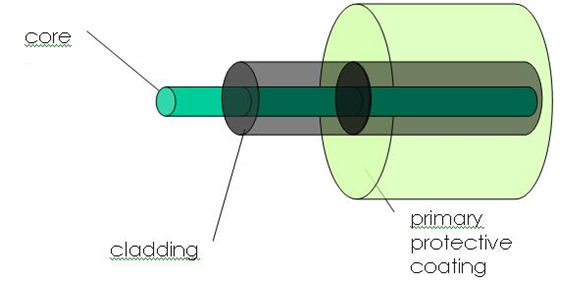 core
cladding
primary
protective
coating